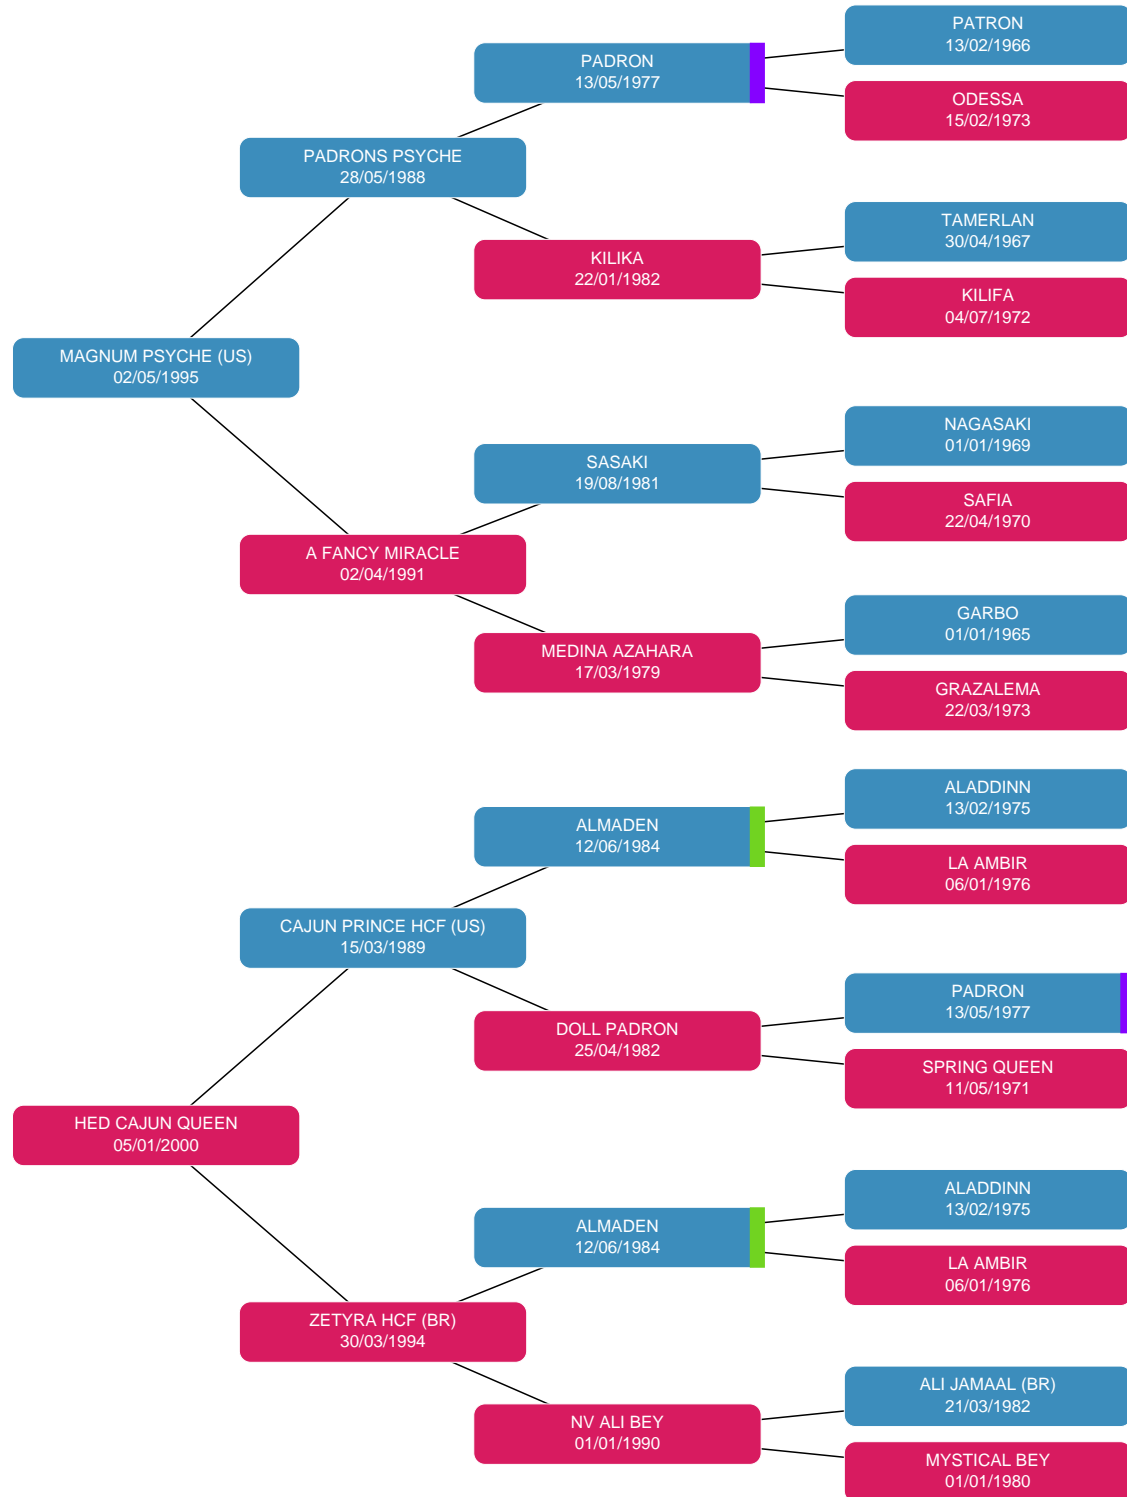 PATRON
13/02/1966
PADRON
13/05/1977
ODESSA
15/02/1973
PADRONS PSYCHE
28/05/1988
TAMERLAN
30/04/1967
KILIKA
22/01/1982
KILIFA
04/07/1972
MAGNUM PSYCHE (US)
02/05/1995
NAGASAKI
01/01/1969
SASAKI
19/08/1981
SAFIA
22/04/1970
A FANCY MIRACLE
02/04/1991
GARBO
01/01/1965
MEDINA AZAHARA
17/03/1979
GRAZALEMA
22/03/1973
ALADDINN
13/02/1975
ALMADEN
12/06/1984
LA AMBIR
06/01/1976
CAJUN PRINCE HCF (US)
15/03/1989
PADRON
13/05/1977
DOLL PADRON
25/04/1982
SPRING QUEEN
11/05/1971
HED CAJUN QUEEN
05/01/2000
ALADDINN
13/02/1975
ALMADEN
12/06/1984
LA AMBIR
06/01/1976
ZETYRA HCF (BR)
30/03/1994
ALI JAMAAL (BR)
21/03/1982
NV ALI BEY
01/01/1990
MYSTICAL BEY
01/01/1980